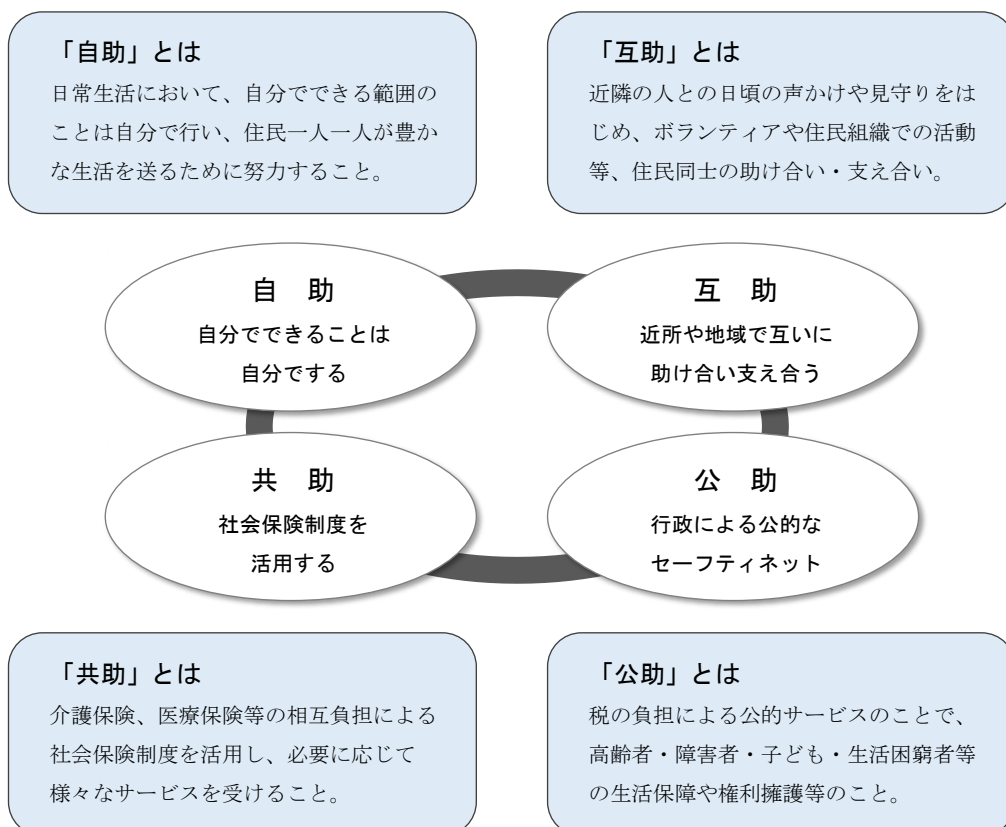 「自助」とは
日常生活において、自分でできる範囲の
ことは自分で行い、住民一人一人が豊か
な生活を送るために努力すること。
「互助」とは
近隣の人との日頃の声かけや見守りをは
じめ、ボランティアや住民組織での活動
等、住民同士の助け合い・支え合い。
自　助
自分でできることは
自分でする
互　助
近所や地域で互いに
助け合い支え合う
共　助
社会保険制度を
活用する
公　助
行政による公的な
セーフティネット
「共助」とは
介護保険、医療保険等の相互負担による
社会保険制度を活用し、必要に応じて
様々なサービスを受けること。
「公助」とは
税の負担による公的サービスのことで、
高齢者・障害者・子ども・生活困窮者等
の生活保障や権利擁護等のこと。